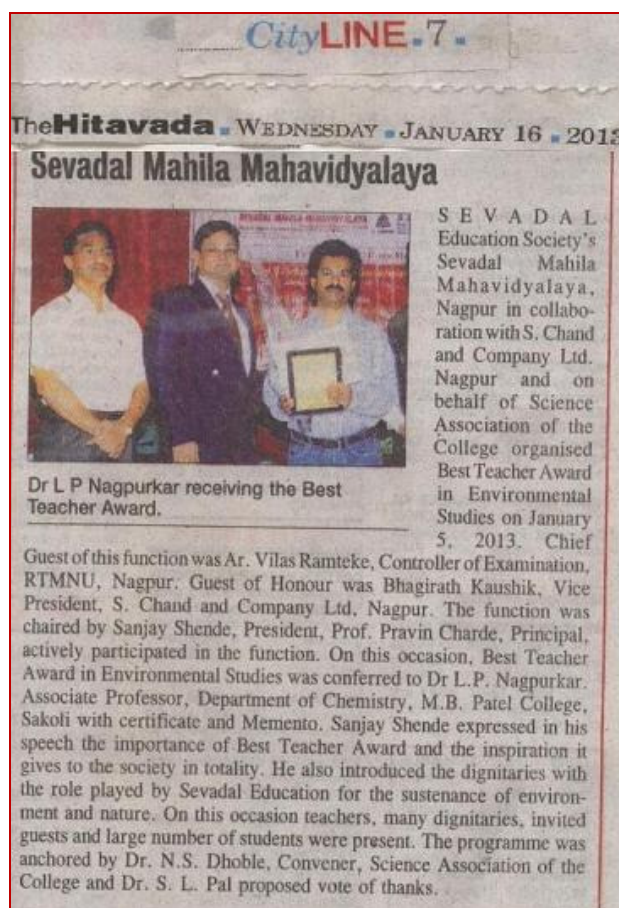 CityLINE 7
TheHitavada WEDNESDAY JANUARY 16 2013
Sevadal Mahila Mahavidyalaya
SEVADAL MAHILA MAHAVIDYALAYA
Dr L P Nagpurkar receiving the Best
Teacher Award.
SEVADAL
Education Society's
Sevadal Mahila
Mahavidyalaya,
Nagpur in collabo-
ration with S. Chand
and Company Ltd.
Nagpur and on
behalf of Science
Association of the
College organised
Best Teacher Award
in Environmental
Studies on January
5, 2013. Chief
Guest of this function was Ar. Vilas Ramteke, Controller of Examination,
RTMNU, Nagpur. Guest of Honour was Bhagirath Kaushik, Vice
President, S. Chand and Company Ltd, Nagpur. The function was
chaired by Sanjay Shende, President, Prof. Pravin Charde, Principal,
actively participated in the function. On this occasion, Best Teacher
Award in Environmental Studies was conferred to Dr L.P. Nagpurkar.
Associate Professor, Department of Chemistry, M.B. Patel College,
Sakoli with certificate and Memento. Sanjay Shende expressed in his
speech the importance of Best Teacher Award and the inspiration it
gives to the society in totality. He also introduced the dignitaries with
the role played by Sevadal Education for the sustenance of environ-
ment and nature. On this occasion teachers, many dignitaries, invited
guests and large number of students were present. The programme was
anchored by Dr. N.S. Dhoble, Convener, Science Association of the
College and Dr. S. L. Pal proposed vote of thanks.